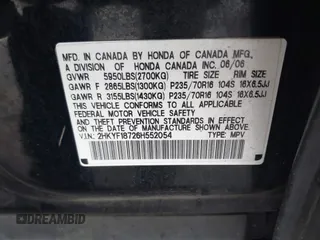 MFD. IN CANADA BY HONDA OF CANADA MFG.
A DIVISION OF HONDA CANADA INC. 06/06
GVWR 5950LBS(2700KG) TIRE SIZE RIM SIZE
GAWR F 2865LBS(1300KG) P235/70R16 104S 16X6.5JJ
GAWR R 3155LBS(1430KG) P235/70R16 104S 16X6.5JJ
THIS VEHICLE CONFORMS TO ALL APPLICABLE
FEDERAL MOTOR VEHICLE SAFETY AND THEFT
PREVENTION STANDARDS IN EFFECT ON THE DATE OF
MANUFACTURE SHOWN ABOVE.
V.I.N: 2HKYF18726H552054 TYPE: MPV
DREAMBID